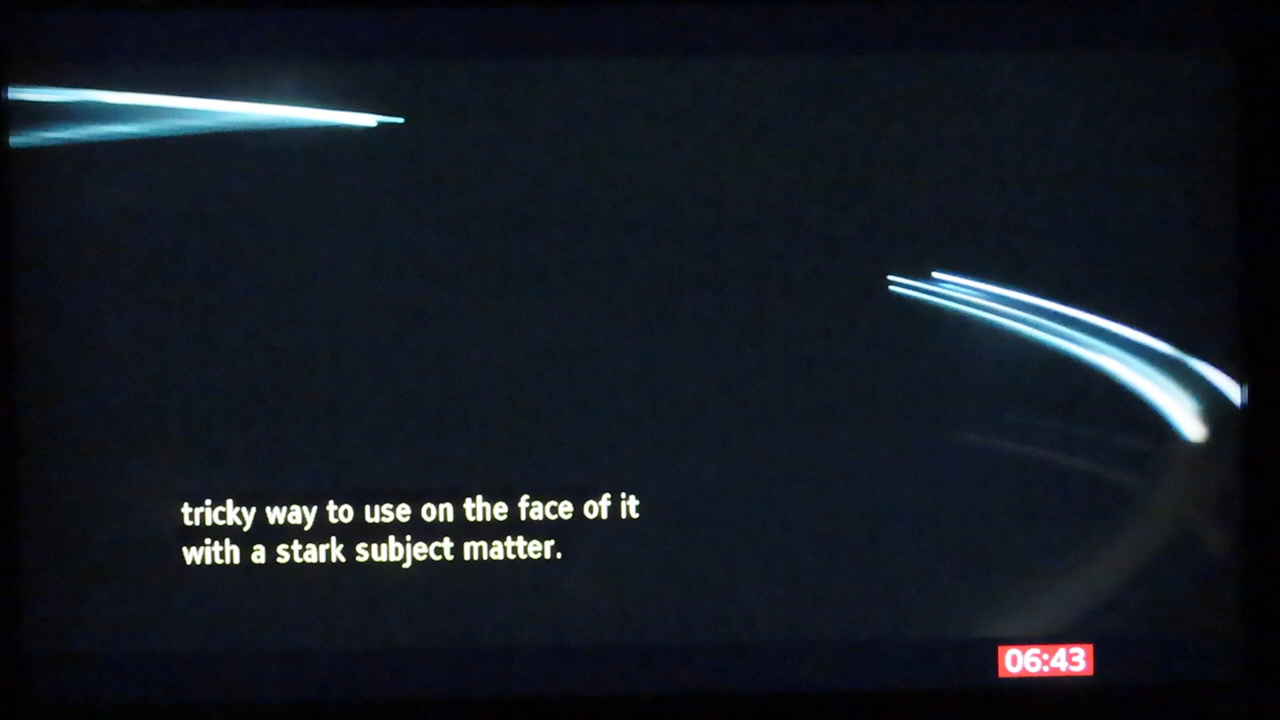 tricky way to use on the face of it
with a stark subject matter.
06:43